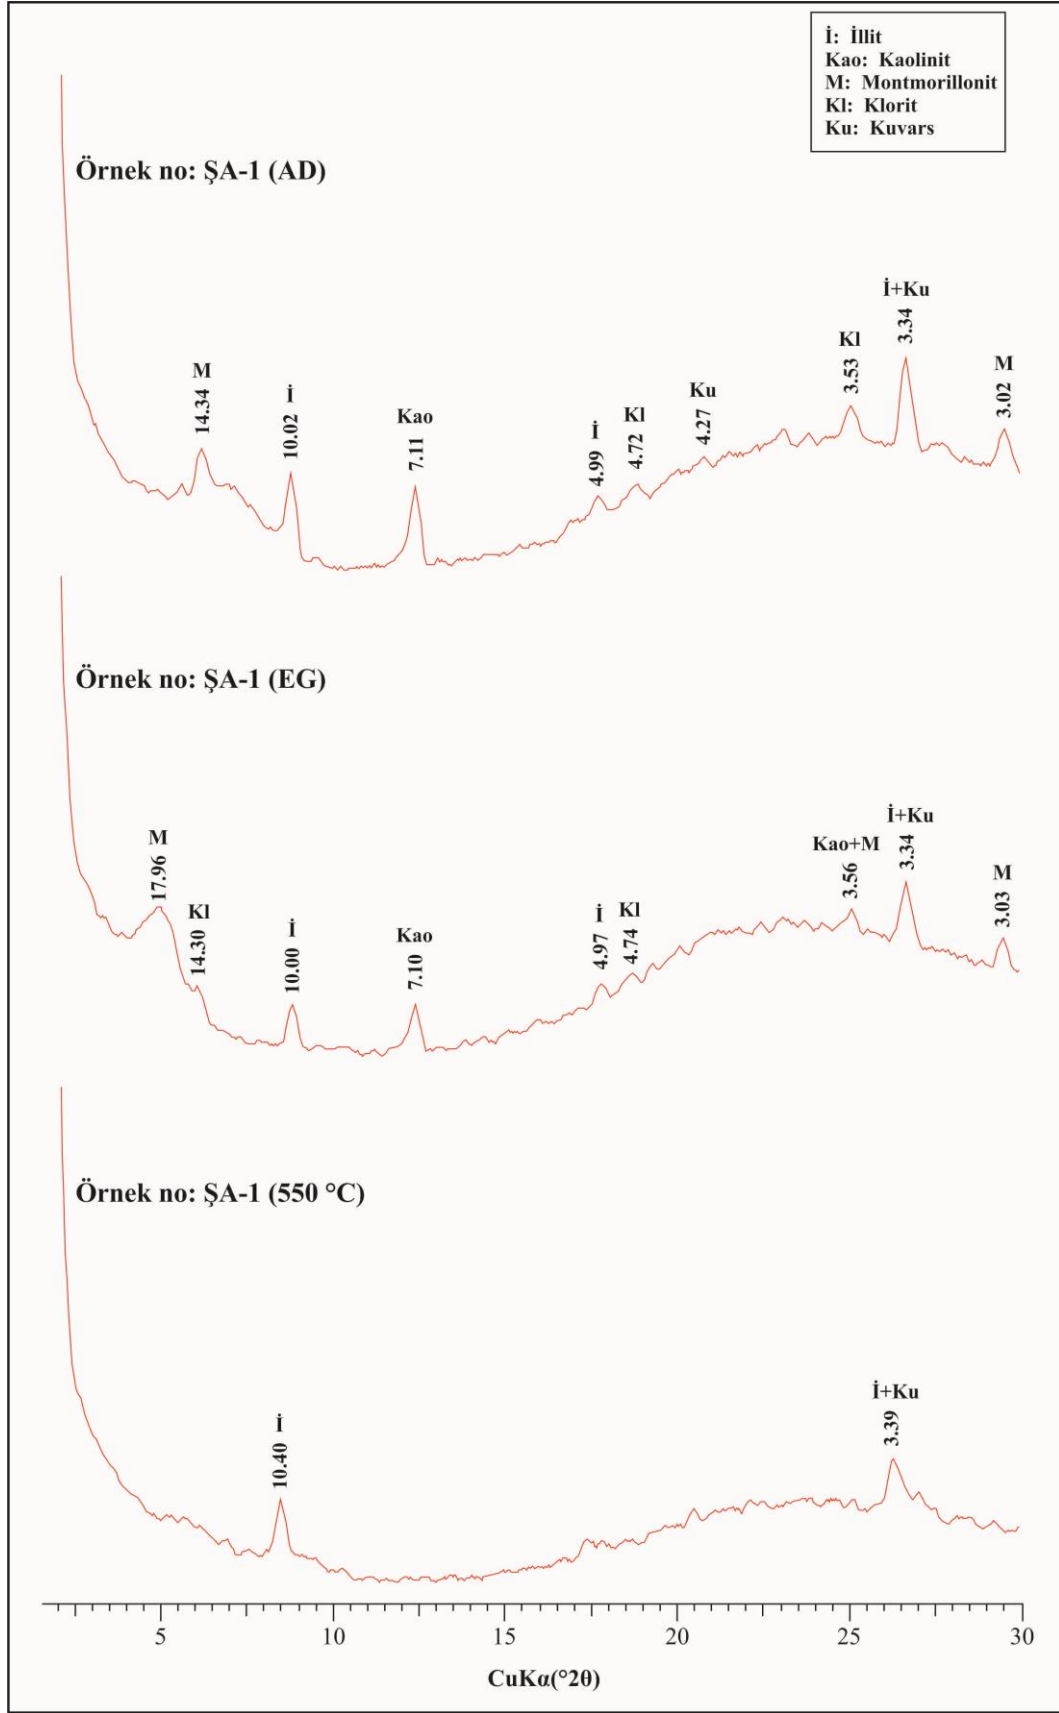 İ: İllit
Kao: Kaolinit
M: Montmorillonit
Kl: Klorit
Ku: Kuvars
Örnek no: ŞA-1 (AD)
M
14.34
İ
10.02
Kao
7.11
İ
4.99
Kl
4.72
Ku
4.27
Kl
3.53
İ+Ku
3.34
M
3.02
Örnek no: ŞA-1 (EG)
M
17.96
Kl
14.30
İ
10.00
Kao
7.10
İ
4.97
Kl
4.74
Kao+M
3.56
İ+Ku
3.34
M
3.03
Örnek no: ŞA-1 (550 °C)
İ
10.40
İ+Ku
3.39
5 10 15 20 25 30
CuKα(°2θ)